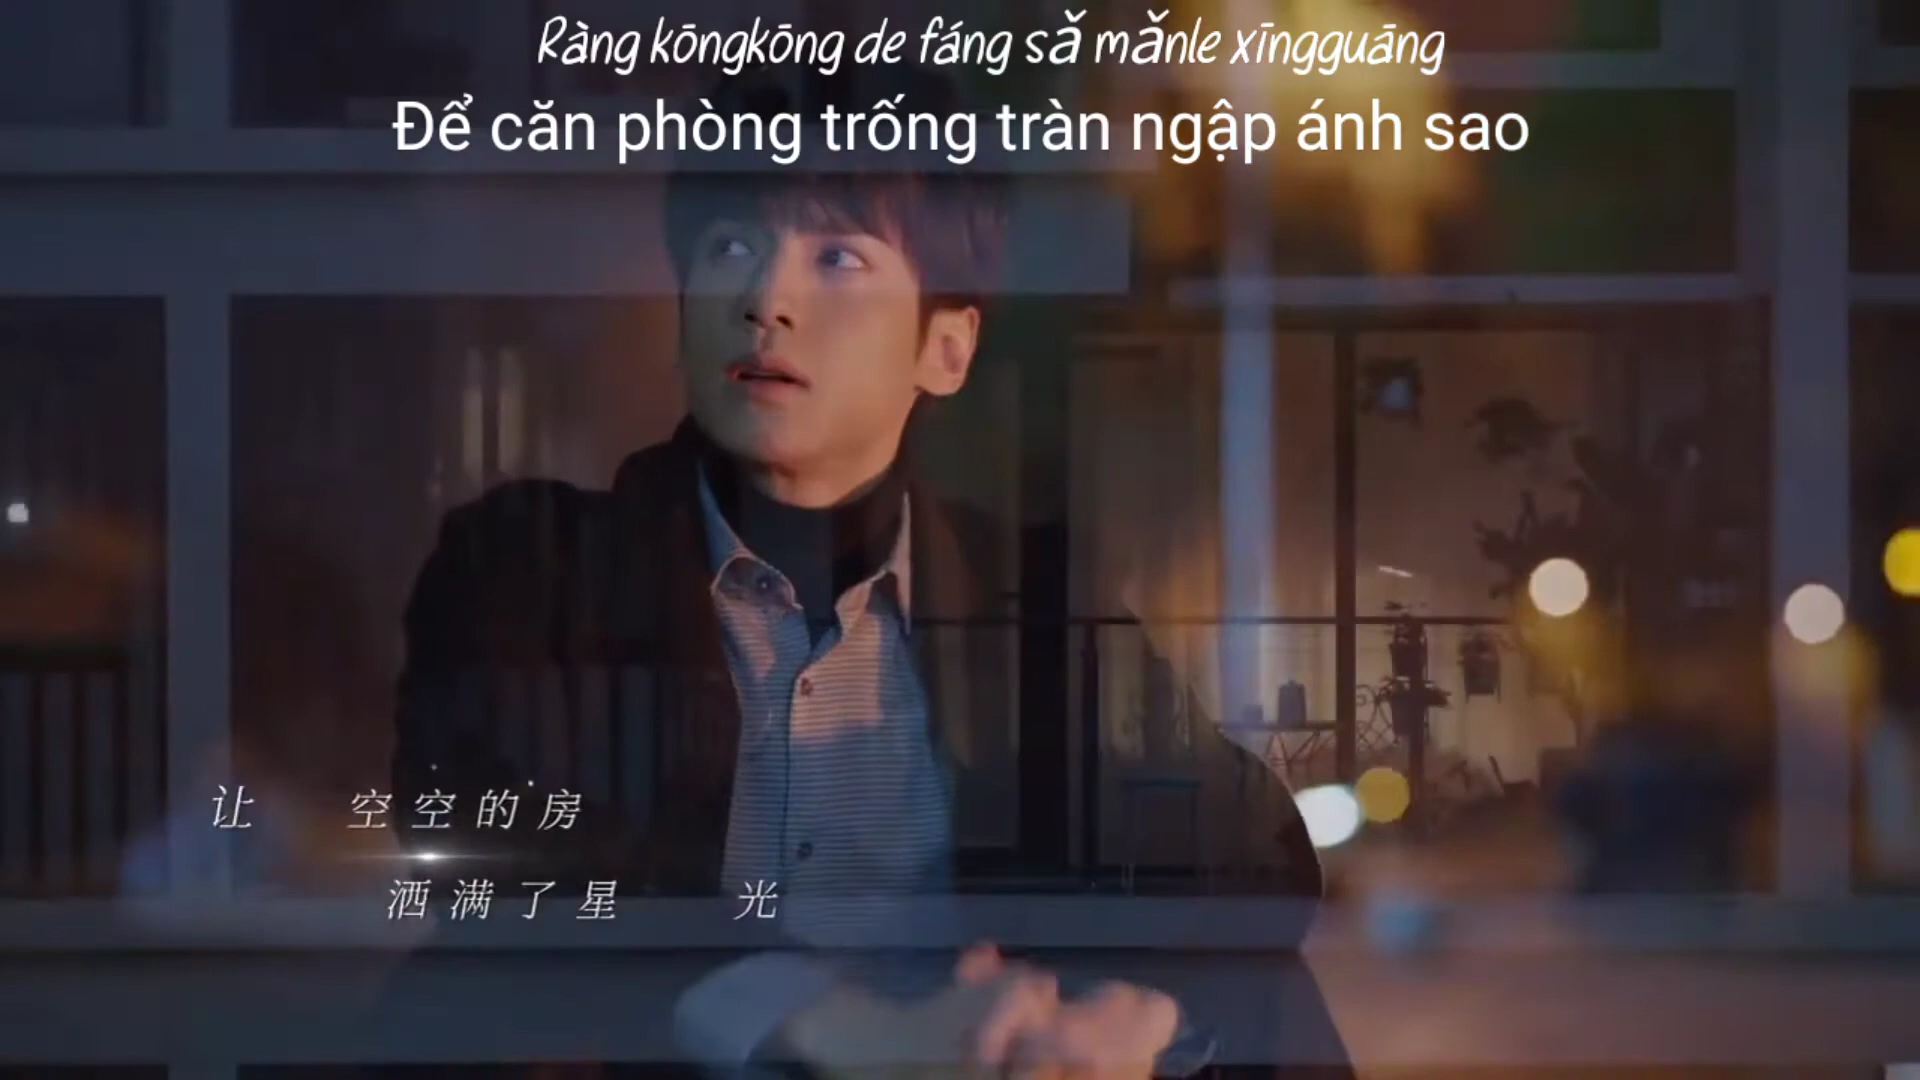 Ràng kōngkōng de fáng sǎ mǎnle xīngguāng
Để căn phòng trống tràn ngập ánh sao
让 空空的房
洒满了星 光